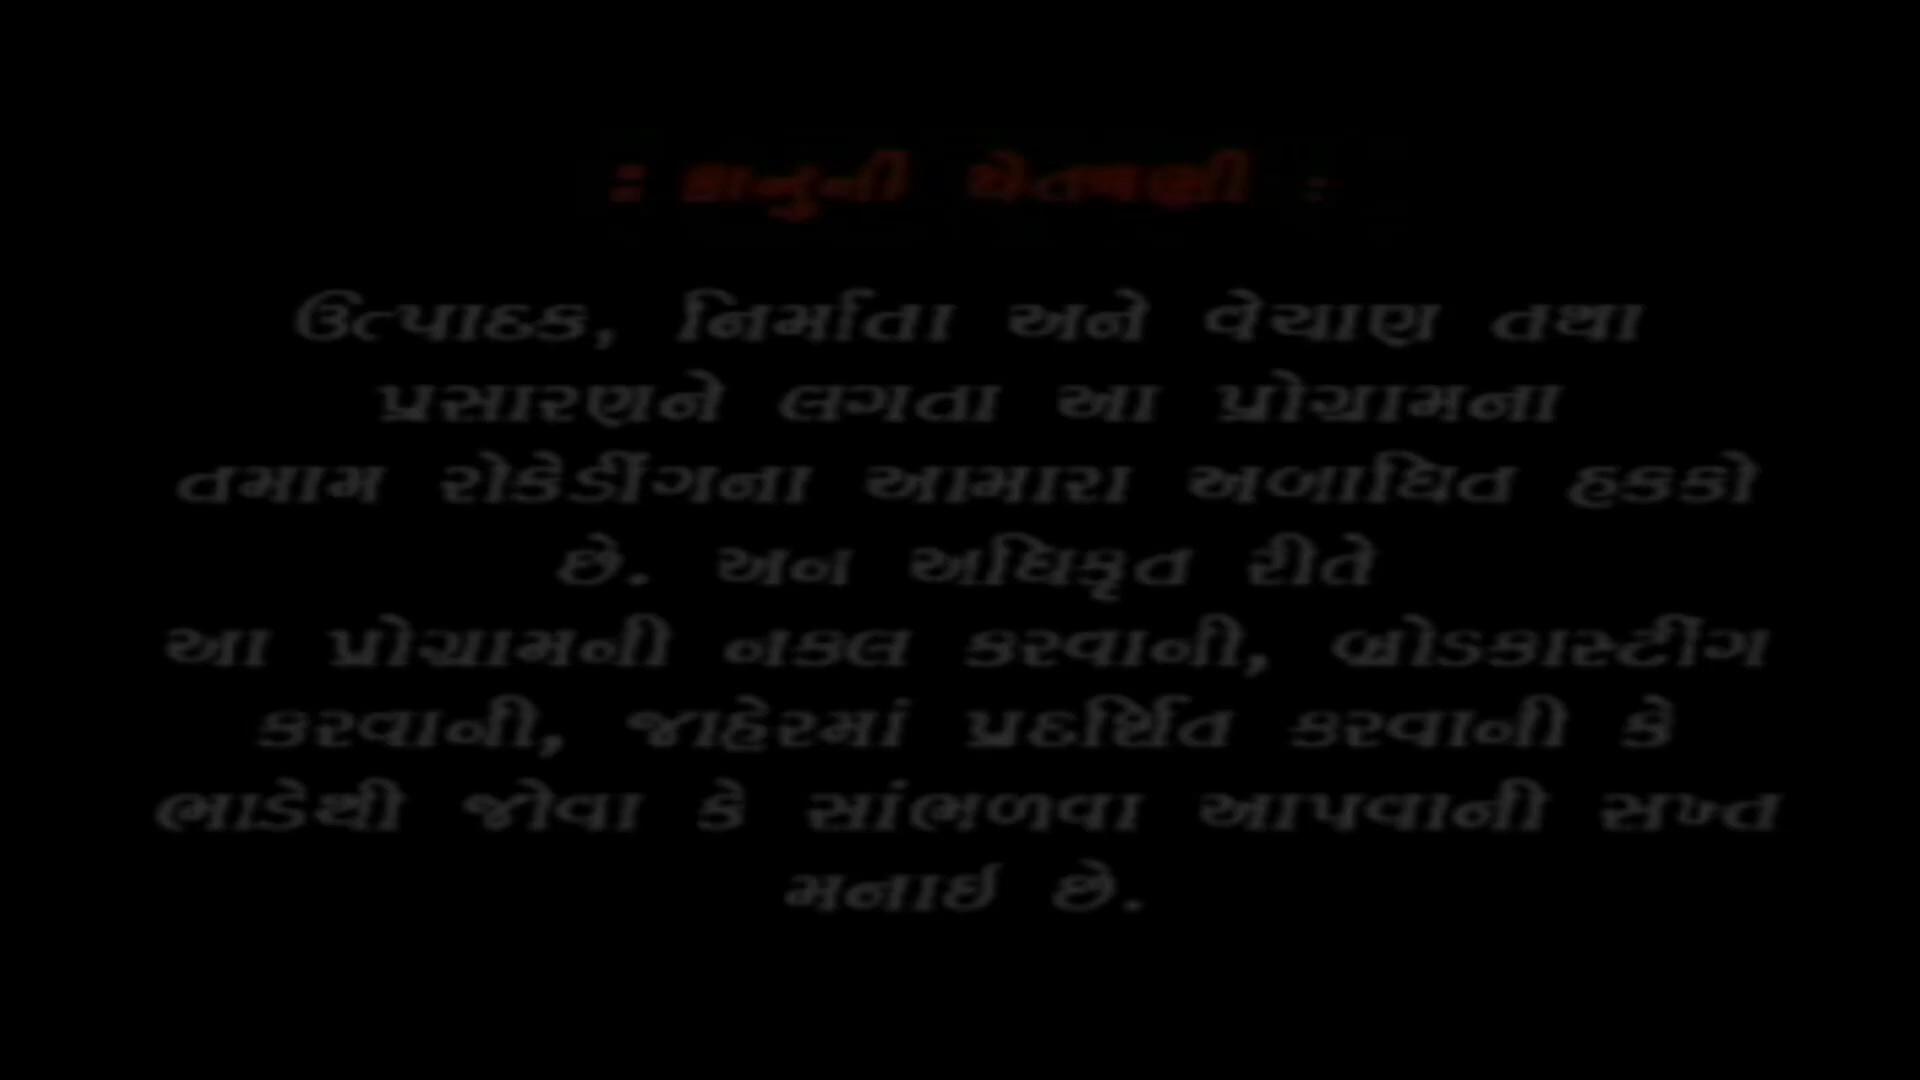 : કાનુની ચેતવણી :
ઉત્પાદક, નિર્માતા અને વેચાણ તથા
પ્રસારણને લગતા આ પ્રોગ્રામના
તમામ રોકેર્ડીંગના આમારા અબાધિત હકકો
છે. અન અધિકૃત રીતે
આ પ્રોગ્રામની નકલ કરવાની, બ્રોડકાસ્ટીંગ
કરવાની, જાહેરમાં પ્રદર્શિત કરવાની કે
ભાડેથી જોવા કે સાંભળવા આપવાની સખ્ત
મનાઇ છે.